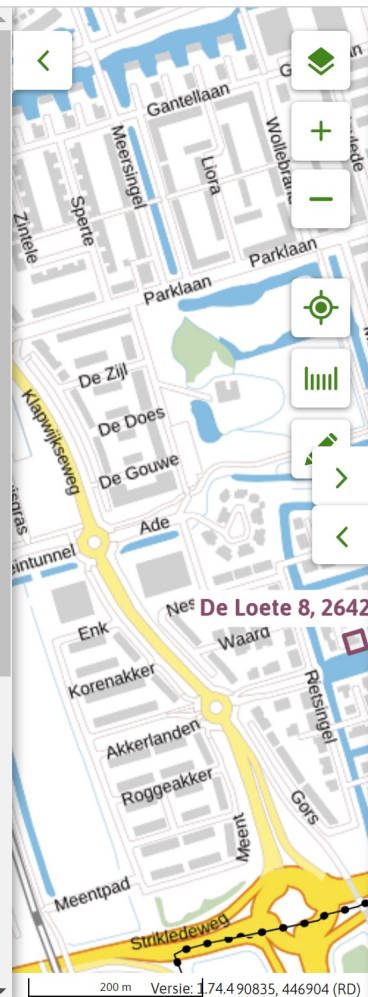 Gantellaan
Meersingel
Liora
Sperte
Zintele
Parklaan
Parklaan
De Zijl
Klapwijkseweg
De Does
De Gouwe
Ade
eintunnel
De Loete 8, 2642
Enk
Waard
Korenakker
Rietsingel
Akkerlanden
Roggeakker
Gors
Meent
Meentpad
Strikledeweg
200 m
Versie: 1.74.4 90835, 446904 (RD)